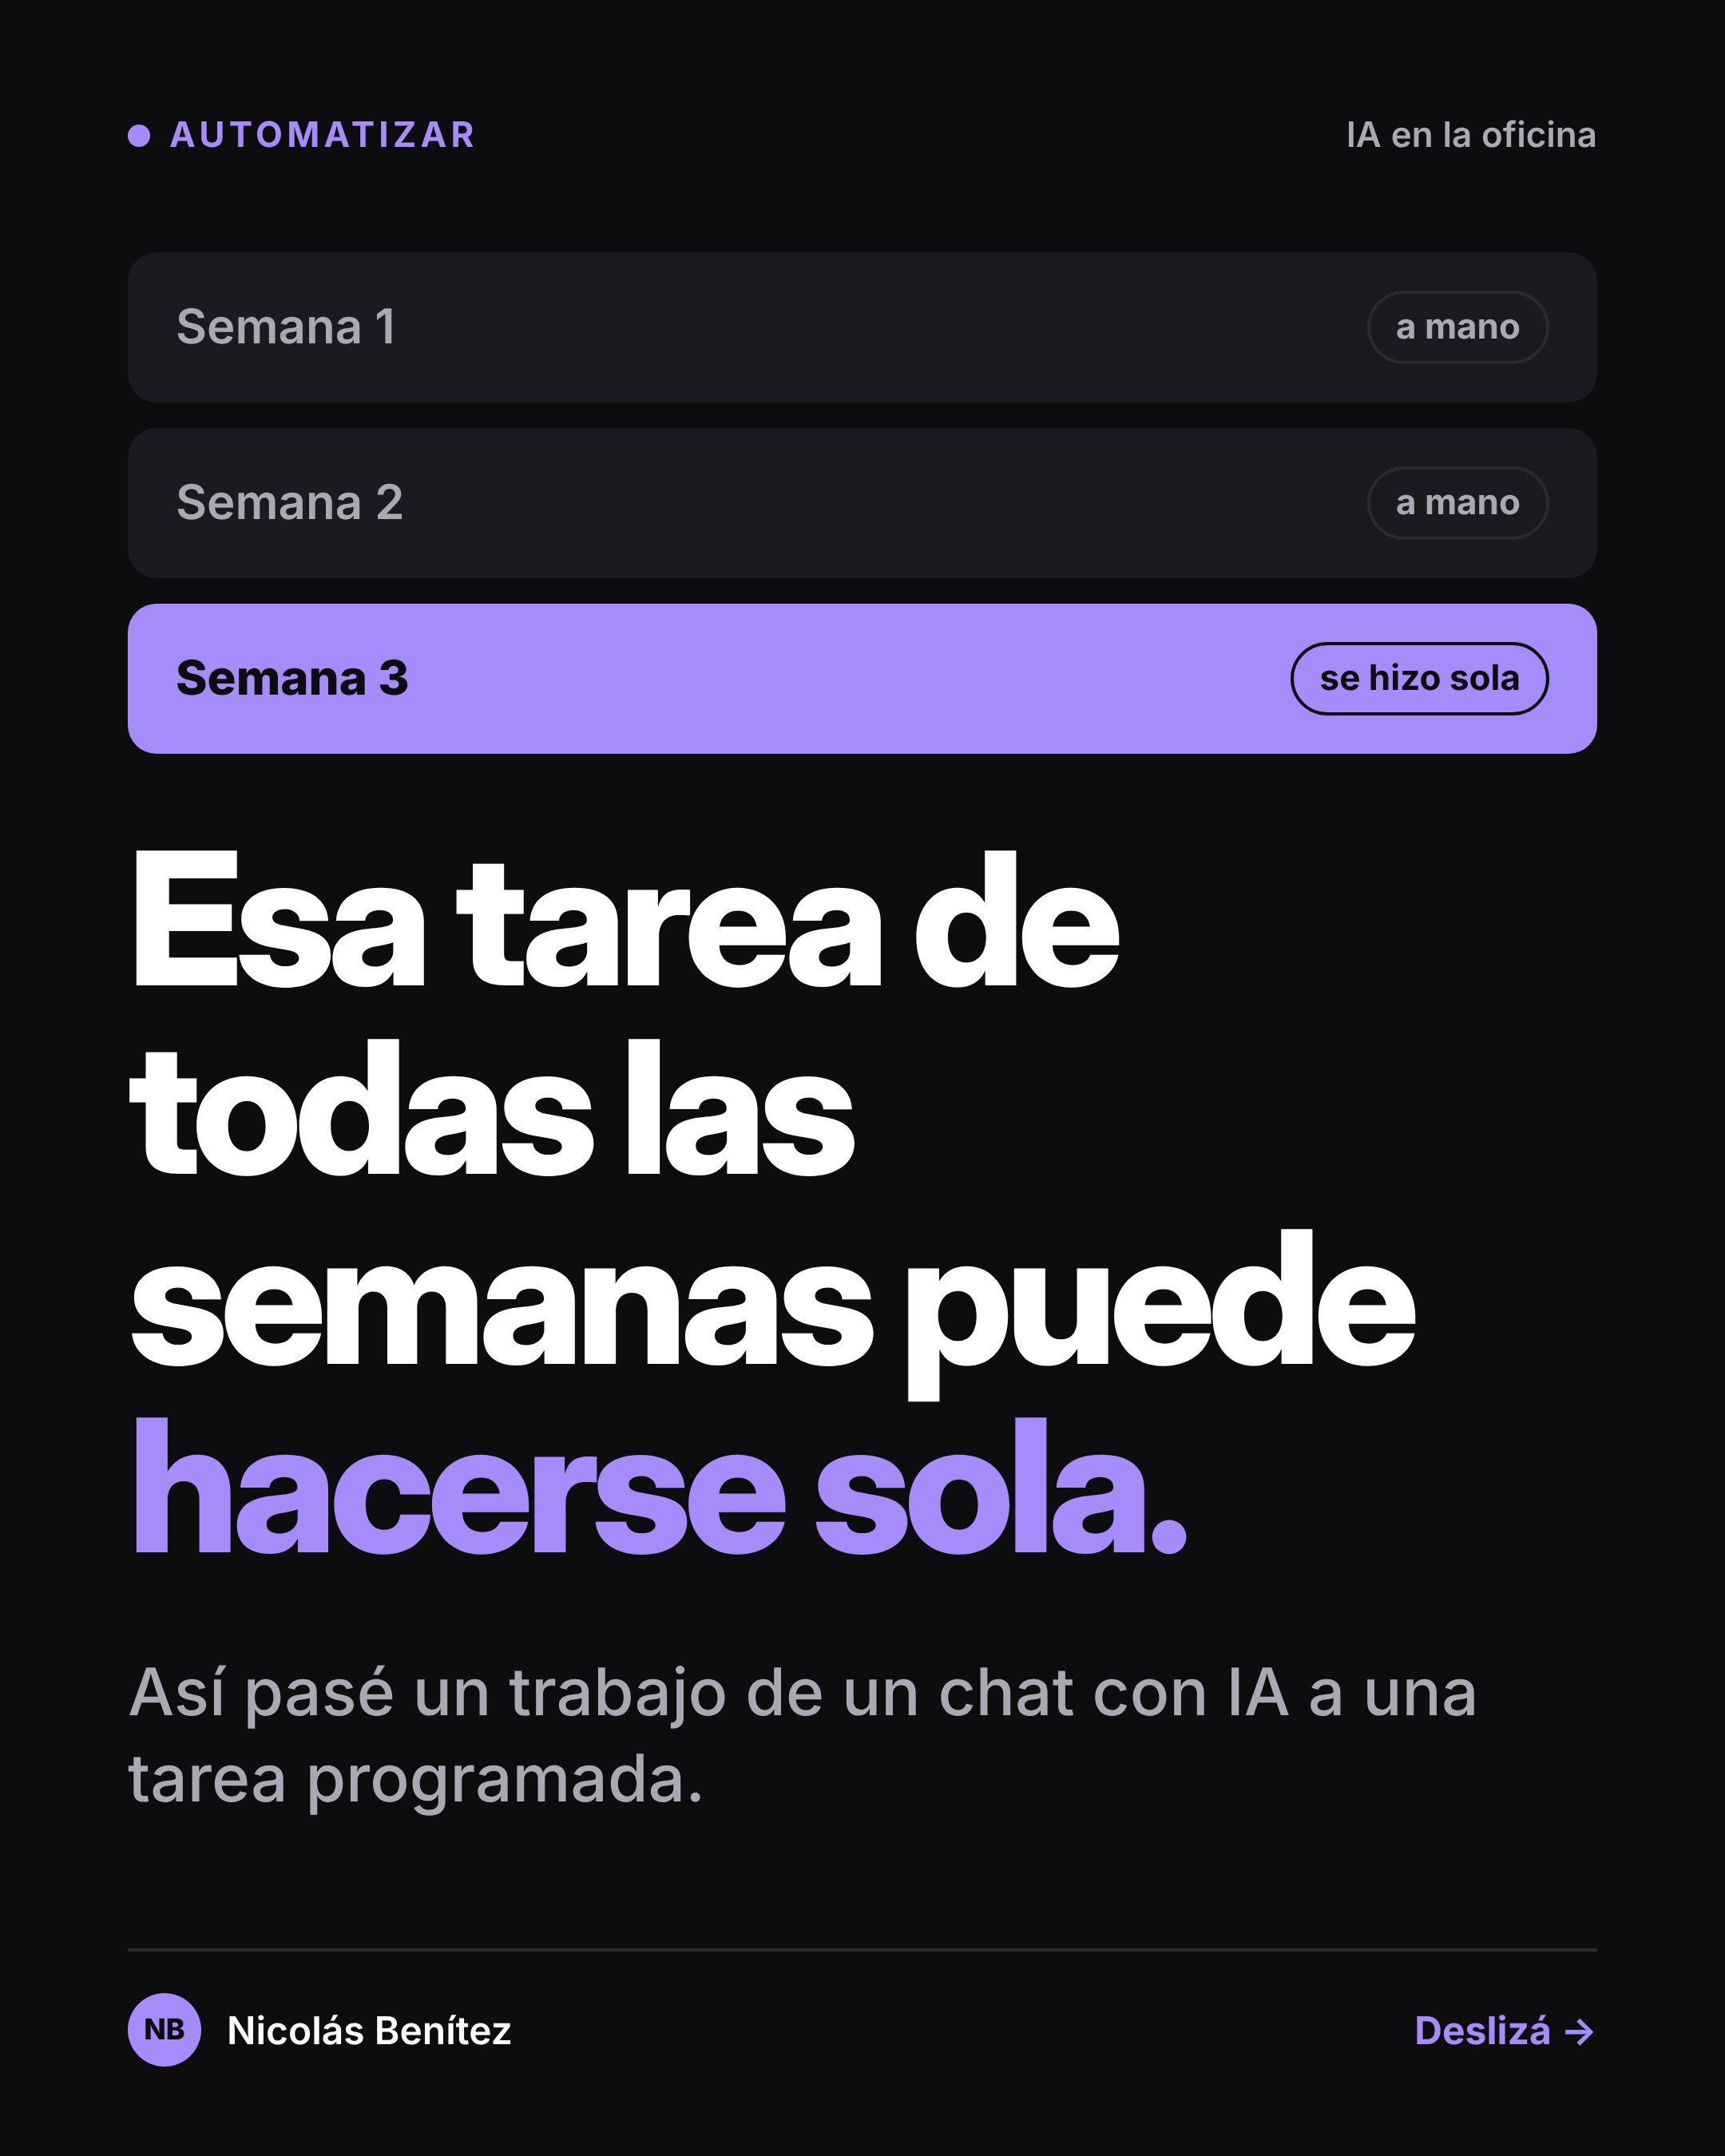 AUTOMATIZAR
IA en la oficina
Semana 1
a mano
Semana 2
a mano
Semana 3
se hizo sola
Esa tarea de
todas las
semanas puede
hacerse sola.
Así pasé un trabajo de un chat con IA a una
tarea programada.
NB
Nicolás Benítez
Deslizá →